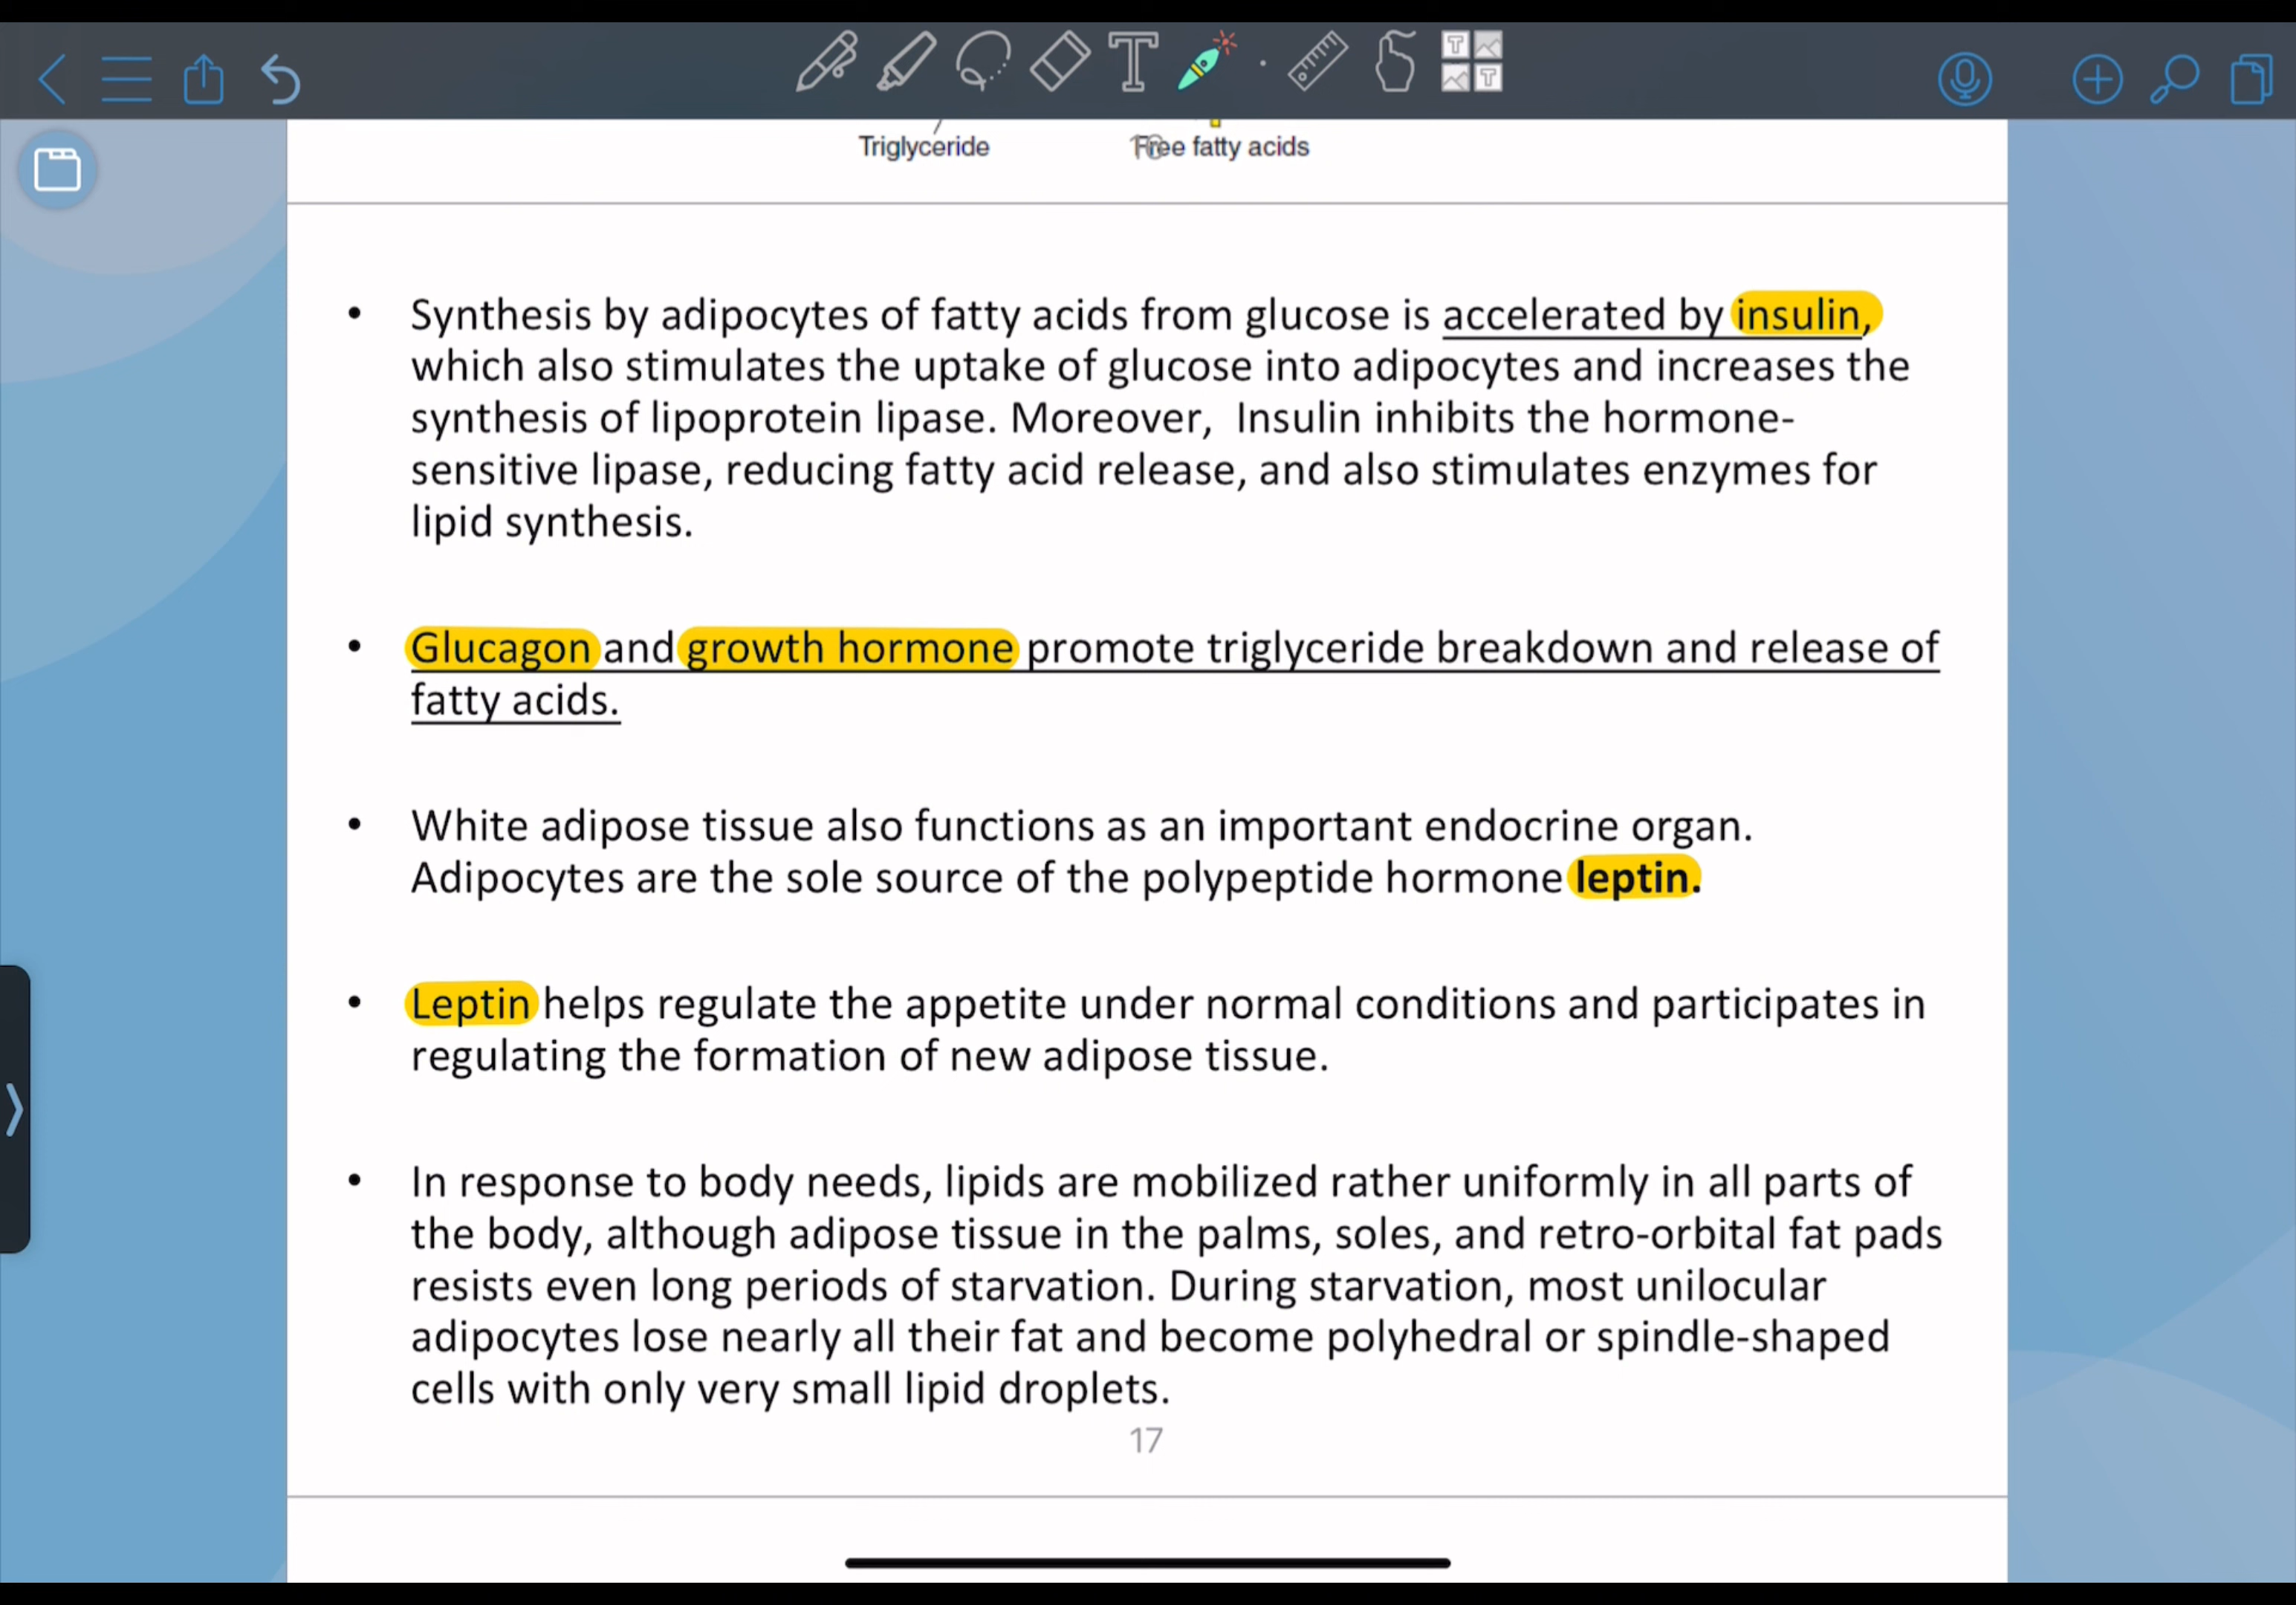 Triglyceride
Free fatty acids
16
• Synthesis by adipocytes of fatty acids from glucose is accelerated by insulin,
which also stimulates the uptake of glucose into adipocytes and increases the
synthesis of lipoprotein lipase. Moreover, Insulin inhibits the hormone-
sensitive lipase, reducing fatty acid release, and also stimulates enzymes for
lipid synthesis.
• Glucagon and growth hormone promote triglyceride breakdown and release of
fatty acids.
• White adipose tissue also functions as an important endocrine organ.
Adipocytes are the sole source of the polypeptide hormone leptin.
• Leptin helps regulate the appetite under normal conditions and participates in
regulating the formation of new adipose tissue.
• In response to body needs, lipids are mobilized rather uniformly in all parts of
the body, although adipose tissue in the palms, soles, and retro-orbital fat pads
resists even long periods of starvation. During starvation, most unilocular
adipocytes lose nearly all their fat and become polyhedral or spindle-shaped
cells with only very small lipid droplets.
17